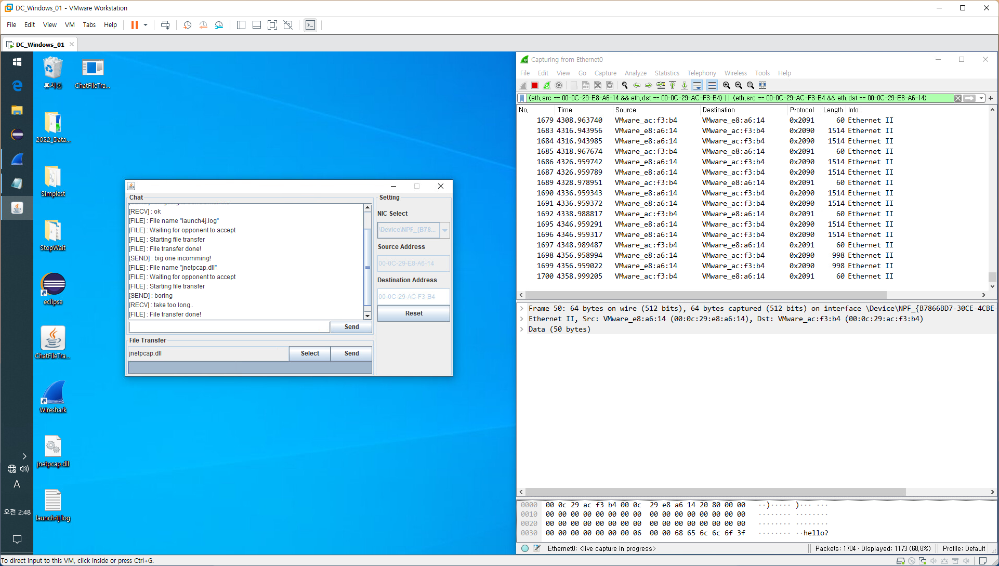 DC_Windows_01 - VMware Workstation
File Edit View VM Tabs Help
DC_Windows_01
휴지통
ChatFileTra...
2022_Data...
Simplest
StopWait
eclipse
ChatFileTra...
Wireshark
jnetpcap.dll
launch4j.log
A
오전 2:48
Chat
[RECV] : ok
[FILE] : File name "launch4j.log"
[FILE] : Waiting for opponent to accept
[FILE] : Starting file transfer
[FILE] : File transfer done!
[SEND] : big one incomming!
[FILE] : File name "jnetpcap.dll"
[FILE] : Waiting for opponent to accept
[FILE] : Starting file transfer
[SEND] : boring
[RECV] : take too long..
[FILE] : File transfer done!
Send
File Transfer
jnetpcap.dll
Select
Send
Setting
NIC Select
\Device\NPF_{B78...
Source Address
00-0C-29-E8-A6-14
Destination Address
00-0C-29-AC-F3-B4
Reset
Capturing from Ethernet0
File Edit View Go Capture Analyze Statistics Telephony Wireless Tools Help
(eth.src == 00-0C-29-E8-A6-14 && eth.dst == 00-0C-29-AC-F3-B4) || (eth.src == 00-0C-29-AC-F3-B4 && eth.dst == 00-0C-29-E8-A6-14)
No. Time Source Destination Protocol Length Info
1679 4308.963740 VMware_ac:f3:b4 VMware_e8:a6:14 0x2091 60 Ethernet II
1683 4316.943956 VMware_e8:a6:14 VMware_ac:f3:b4 0x2090 1514 Ethernet II
1684 4316.943985 VMware_e8:a6:14 VMware_ac:f3:b4 0x2090 1514 Ethernet II
1685 4318.967674 VMware_ac:f3:b4 VMware_e8:a6:14 0x2091 60 Ethernet II
1686 4326.959742 VMware_e8:a6:14 VMware_ac:f3:b4 0x2090 1514 Ethernet II
1687 4326.959789 VMware_e8:a6:14 VMware_ac:f3:b4 0x2090 1514 Ethernet II
1689 4328.978951 VMware_ac:f3:b4 VMware_e8:a6:14 0x2091 60 Ethernet II
1690 4336.959343 VMware_e8:a6:14 VMware_ac:f3:b4 0x2090 1514 Ethernet II
1691 4336.959372 VMware_e8:a6:14 VMware_ac:f3:b4 0x2090 1514 Ethernet II
1692 4338.988817 VMware_ac:f3:b4 VMware_e8:a6:14 0x2091 60 Ethernet II
1695 4346.959291 VMware_e8:a6:14 VMware_ac:f3:b4 0x2090 1514 Ethernet II
1696 4346.959317 VMware_e8:a6:14 VMware_ac:f3:b4 0x2090 1514 Ethernet II
1697 4348.989487 VMware_ac:f3:b4 VMware_e8:a6:14 0x2091 60 Ethernet II
1698 4356.958994 VMware_e8:a6:14 VMware_ac:f3:b4 0x2090 998 Ethernet II
1699 4356.959022 VMware_e8:a6:14 VMware_ac:f3:b4 0x2090 998 Ethernet II
1700 4358.999205 VMware_ac:f3:b4 VMware_e8:a6:14 0x2091 60 Ethernet II
Frame 50: 64 bytes on wire (512 bits), 64 bytes captured (512 bits) on interface \Device\NPF_{B7866BD7-30CE-4CBE-
Ethernet II, Src: VMware_e8:a6:14 (00:0c:29:e8:a6:14), Dst: VMware_ac:f3:b4 (00:0c:29:ac:f3:b4)
Data (50 bytes)
0000 00 0c 29 ac f3 b4 00 0c 29 e8 a6 14 20 80 00 00 ··)····· )··· ···
0010 00 00 00 00 00 00 00 00 00 00 00 00 00 00 00 00 ········ ········
0020 00 00 00 00 00 00 00 00 00 00 00 00 00 00 00 00 ········ ········
0030 00 00 00 00 00 00 00 06 00 00 68 65 6c 6c 6f 3f ········ ··hello?
Ethernet0: <live capture in progress>
Packets: 1704 · Displayed: 1173 (68.8%)
Profile: Default
To direct input to this VM, click inside or press Ctrl+G.